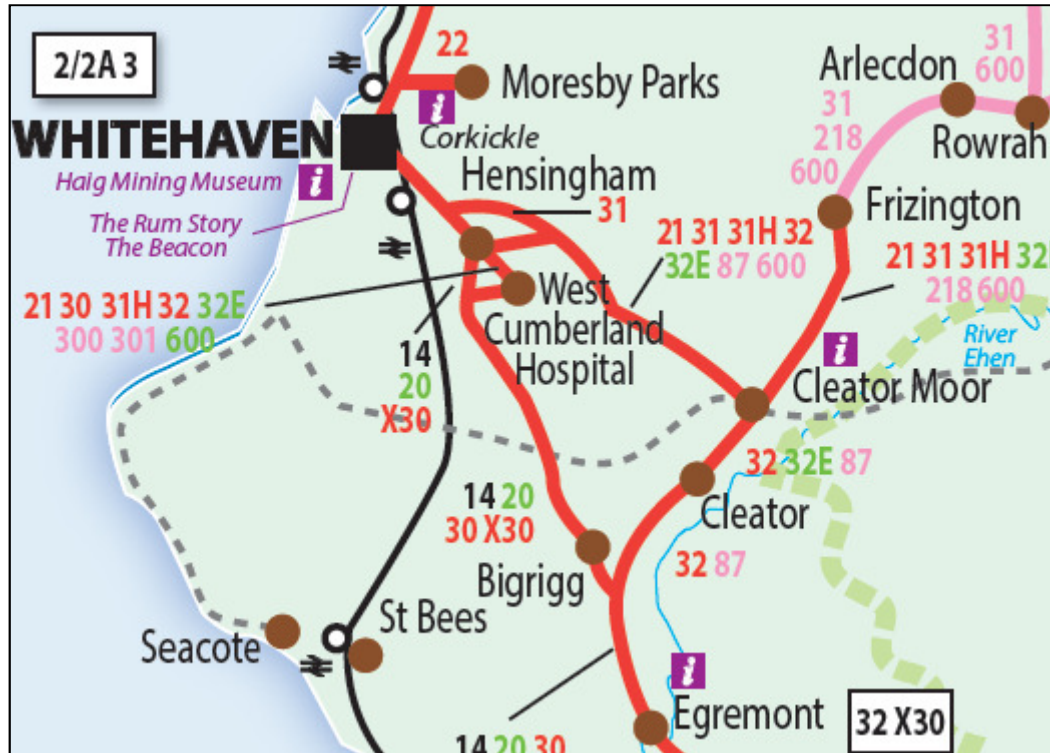 2/2A 3
22
Moresby Parks
i
WHITEHAVEN
Corkickle
Haig Mining Museum
i
The Rum Story
The Beacon
Hensingham
31
Arlecdon
31
600
Rowrah
31
218
600
Frizington
21 31 31H 32
32E 87 600
21 31 31H 32
218 600
21 30 31H 32 32E
300 301 600
West
Cumberland
Hospital
14
20
X30
i
River
Ehen
Cleator Moor
32 32E 87
Cleator
14 20
30 X30
Bigrigg
32 87
Seacote
St Bees
i
Egremont
32 X30
14 20 30